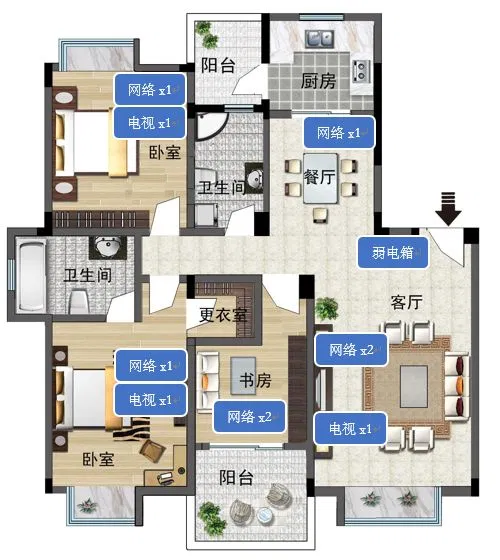 阳台
厨房
网络 x1
电视 x1
卧室
网络 x1
卫生间
餐厅
弱电箱
卫生间
更衣室
客厅
网络 x1
电视 x1
网络 x2
书房
网络 x2
电视 x1
卧室
阳台